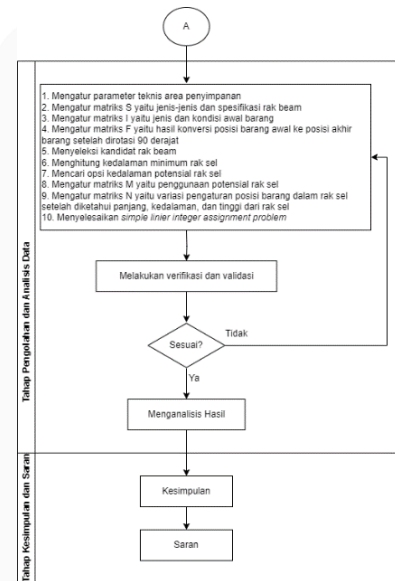 A
1. Mengatur parameter teknis area penyimpanan
2. Mengatur matriks S yaitu jenis-jenis dan spesifikasi rak beam
3. Mengatur matriks I yaitu jenis dan kondisi awal barang
4. Mengatur matriks F yaitu hasil konversi posisi barang awal ke posisi akhir
barang setelah dirotasi 90 derajat
5. Menyeleksi kandidat rak beam
6. Menghitung kedalaman minimum rak sel
7. Mencari opsi kedalaman potensial rak sel
8. Mengatur matriks M yaitu penggunaan potensial rak sel
9. Mengatur matriks N yaitu variasi pengaturan posisi barang dalam rak sel
setelah diketahui panjang, kedalaman, dan tinggi dari rak sel
10. Menyelesaikan simple linier integer assignment problem
Melakukan verifikasi dan validasi
Sesuai?
Tidak
Ya
Menganalisis Hasil
Tahap Pengolahan dan Analisis Data
Kesimpulan
Saran
Tahap Kesimpulan dan Saran